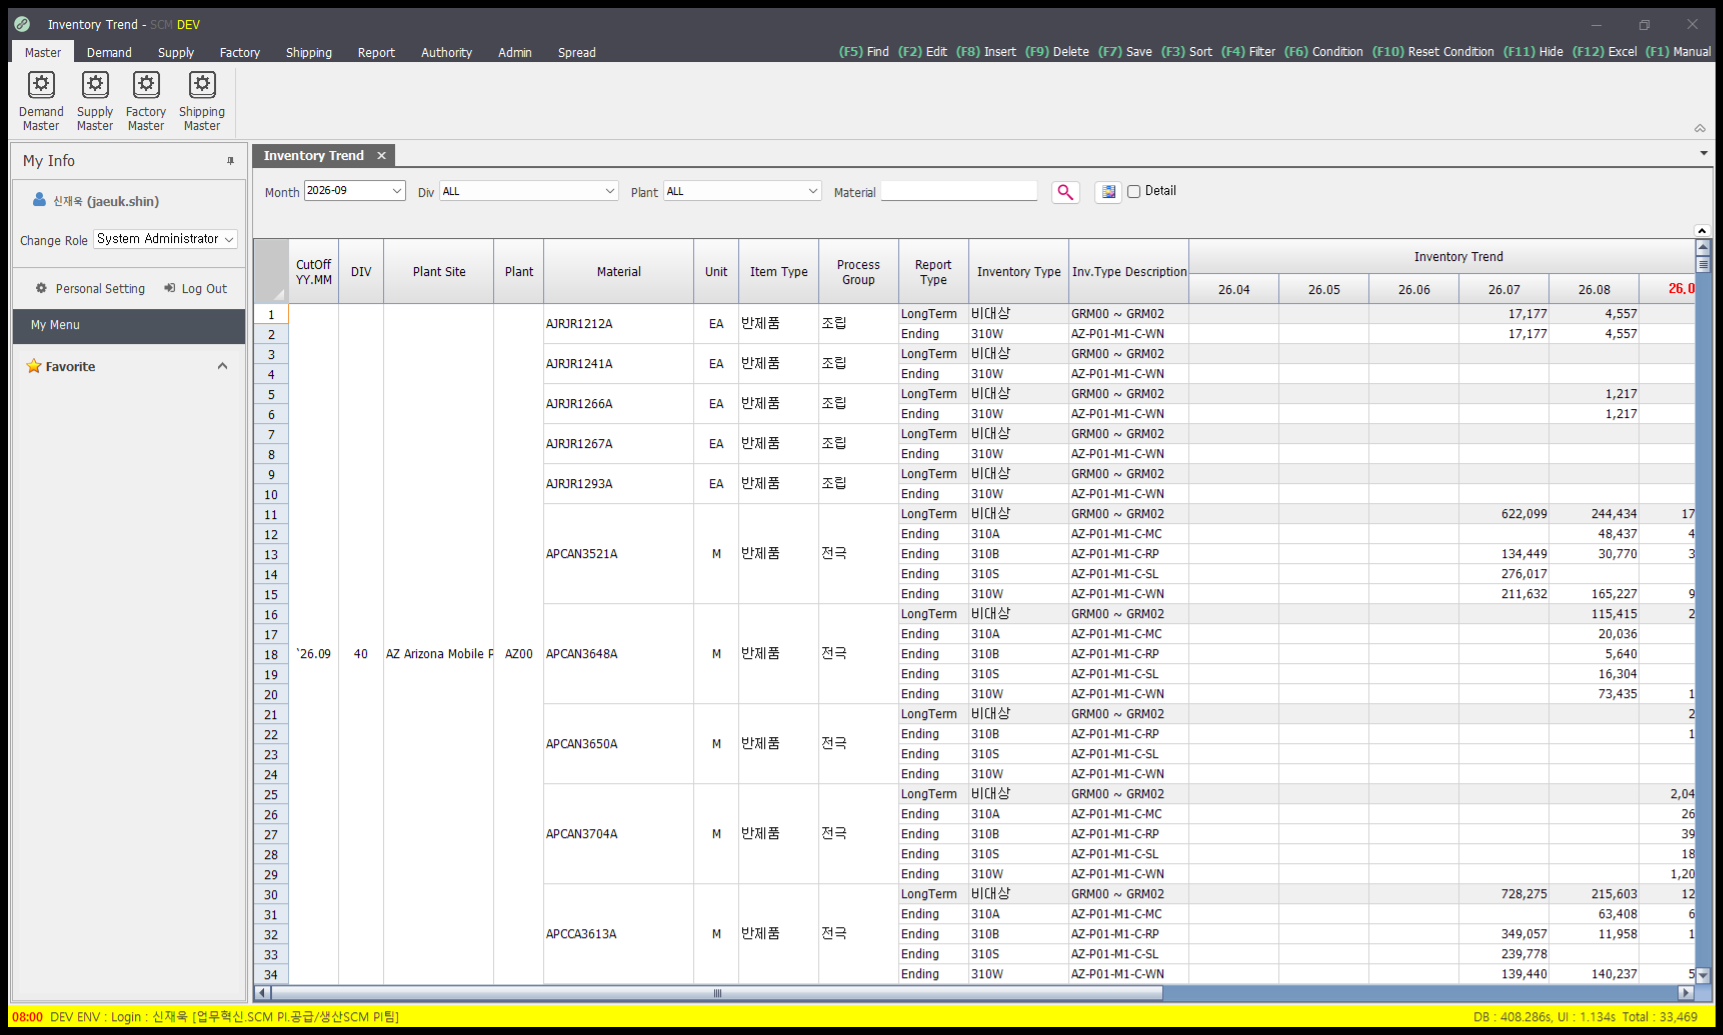 Inventory Trend - SCM DEV
Master Demand Supply Factory Shipping Report Authority Admin Spread (F5) Find (F2) Edit (F8) Insert (F9) Delete (F7) Save (F3) Sort (F4) Filter (F6) Condition (F10) Reset Condition (F11) Hide (F12) Excel (F1) Manual
Demand Master Supply Master Factory Master Shipping Master
My Info
신재욱 (jaeuk.shin)
Change Role System Administrator
Personal Setting Log Out
My Menu
Favorite
Inventory Trend
Month 2026-09 Div ALL Plant ALL Material Detail
CutOff YY.MM DIV Plant Site Plant Material Unit Item Type Process Group Report Type Inventory Type Inv.Type Description Inventory Trend
26.04 26.05 26.06 26.07 26.08 26.0
`26.09 40 AZ Arizona Mobile P AZ00
1 AJRJR1212A EA 반제품 조립 LongTerm 비대상 GRM00 ~ GRM02 17,177 4,557
2 Ending 310W AZ-P01-M1-C-WN 17,177 4,557
3 AJRJR1241A EA 반제품 조립 LongTerm 비대상 GRM00 ~ GRM02
4 Ending 310W AZ-P01-M1-C-WN
5 AJRJR1266A EA 반제품 조립 LongTerm 비대상 GRM00 ~ GRM02 1,217
6 Ending 310W AZ-P01-M1-C-WN 1,217
7 AJRJR1267A EA 반제품 조립 LongTerm 비대상 GRM00 ~ GRM02
8 Ending 310W AZ-P01-M1-C-WN
9 AJRJR1293A EA 반제품 조립 LongTerm 비대상 GRM00 ~ GRM02
10 Ending 310W AZ-P01-M1-C-WN
11 LongTerm 비대상 GRM00 ~ GRM02 622,099 244,434 17
12 Ending 310A AZ-P01-M1-C-MC 48,437 4
13 APCAN3521A M 반제품 전극 Ending 310B AZ-P01-M1-C-RP 134,449 30,770 3
14 Ending 310S AZ-P01-M1-C-SL 276,017
15 Ending 310W AZ-P01-M1-C-WN 211,632 165,227 9
16 LongTerm 비대상 GRM00 ~ GRM02 115,415 2
17 Ending 310A AZ-P01-M1-C-MC 20,036
18 APCAN3648A M 반제품 전극 Ending 310B AZ-P01-M1-C-RP 5,640
19 Ending 310S AZ-P01-M1-C-SL 16,304
20 Ending 310W AZ-P01-M1-C-WN 73,435 1
21 LongTerm 비대상 GRM00 ~ GRM02 2
22 APCAN3650A M 반제품 전극 Ending 310B AZ-P01-M1-C-RP 1
23 Ending 310S AZ-P01-M1-C-SL
24 Ending 310W AZ-P01-M1-C-WN
25 LongTerm 비대상 GRM00 ~ GRM02 2,04
26 Ending 310A AZ-P01-M1-C-MC 26
27 APCAN3704A M 반제품 전극 Ending 310B AZ-P01-M1-C-RP 39
28 Ending 310S AZ-P01-M1-C-SL 18
29 Ending 310W AZ-P01-M1-C-WN 1,20
30 LongTerm 비대상 GRM00 ~ GRM02 728,275 215,603 12
31 Ending 310A AZ-P01-M1-C-MC 63,408 6
32 APCCA3613A M 반제품 전극 Ending 310B AZ-P01-M1-C-RP 349,057 11,958 1
33 Ending 310S AZ-P01-M1-C-SL 239,778
34 Ending 310W AZ-P01-M1-C-WN 139,440 140,237 5
08:00 DEV ENV : Login : 신재욱 [업무혁신.SCM PI.공급/생산SCM PI팀] DB : 408.286s, UI : 1.134s Total : 33,469